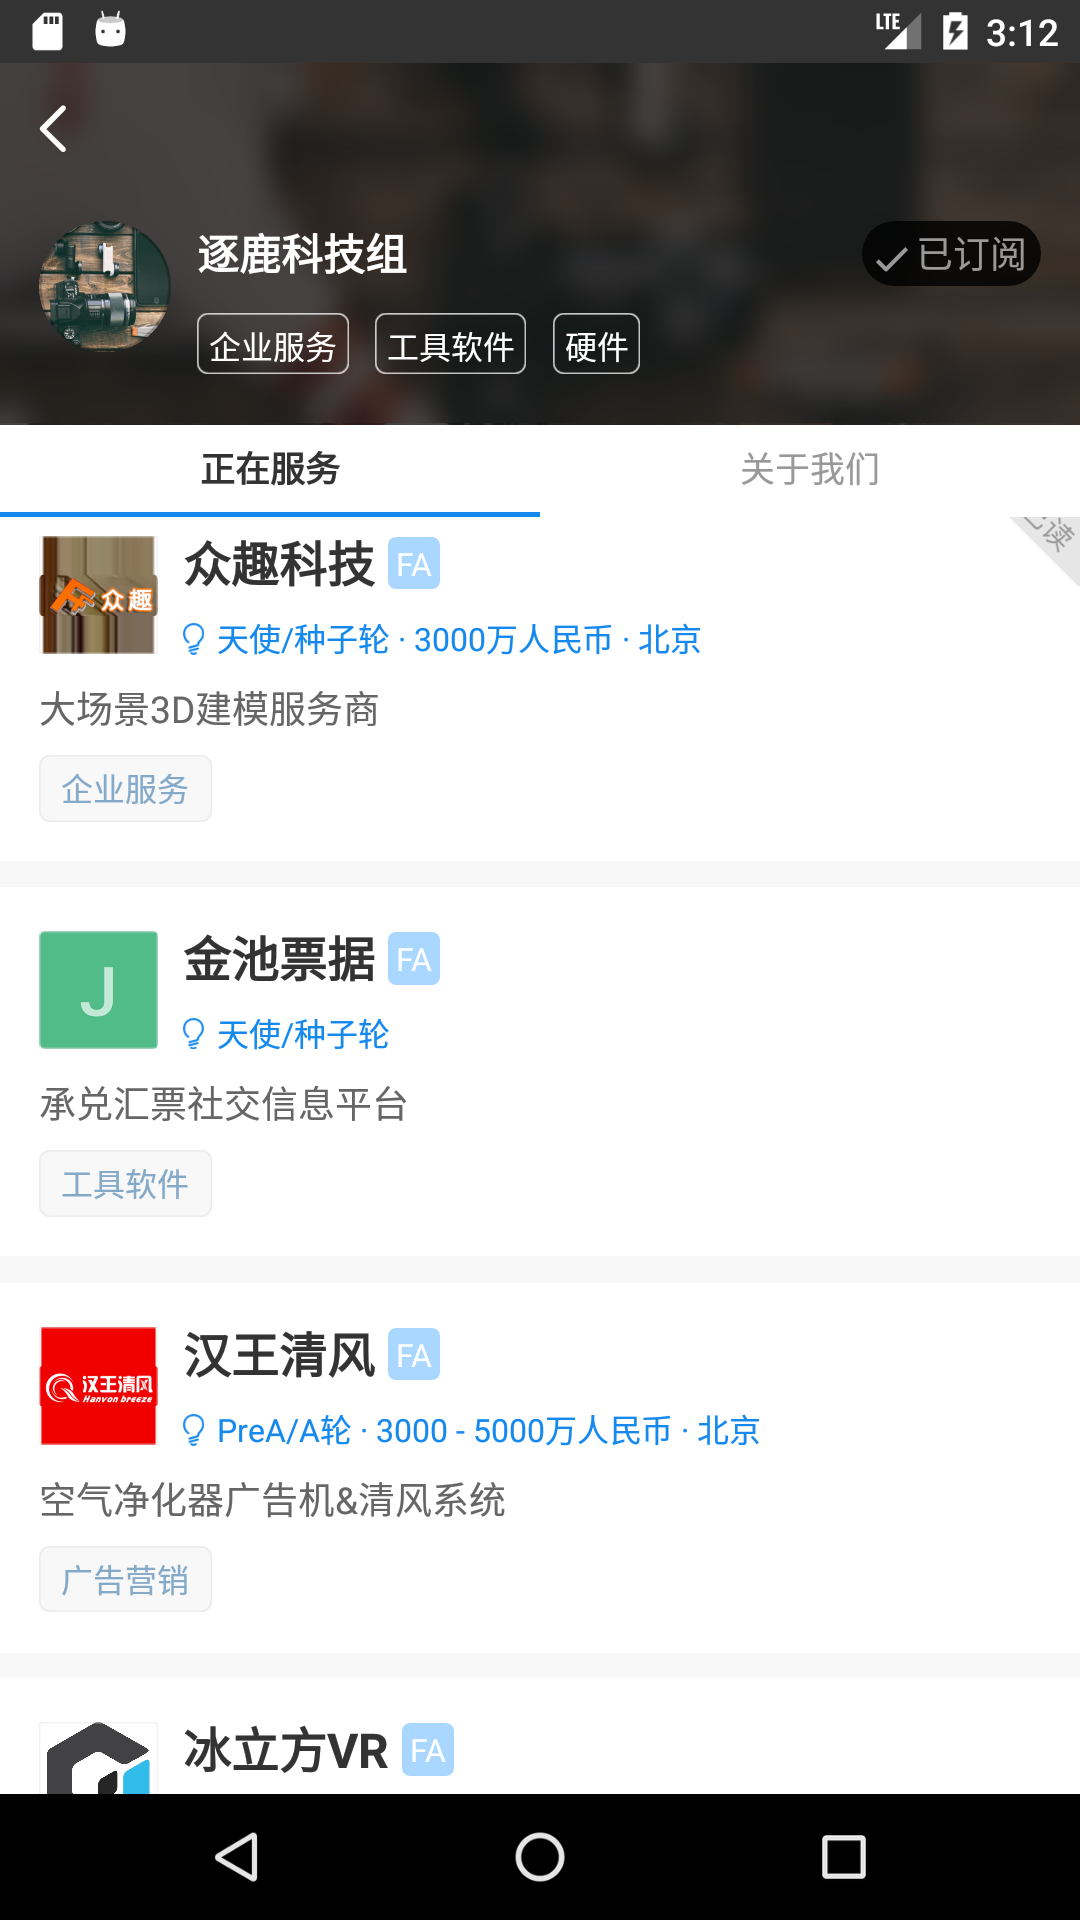 LTE 3:12
逐鹿科技组
已订阅
企业服务 工具软件 硬件
正在服务 关于我们
已读
众趣
众趣科技 FA
天使/种子轮 · 3000万人民币 · 北京
大场景3D建模服务商
企业服务
J
金池票据 FA
天使/种子轮
承兑汇票社交信息平台
工具软件
汉王清风
Hanvon breeze
汉王清风 FA
PreA/A轮 · 3000 - 5000万人民币 · 北京
空气净化器广告机&清风系统
广告营销
冰立方VR FA